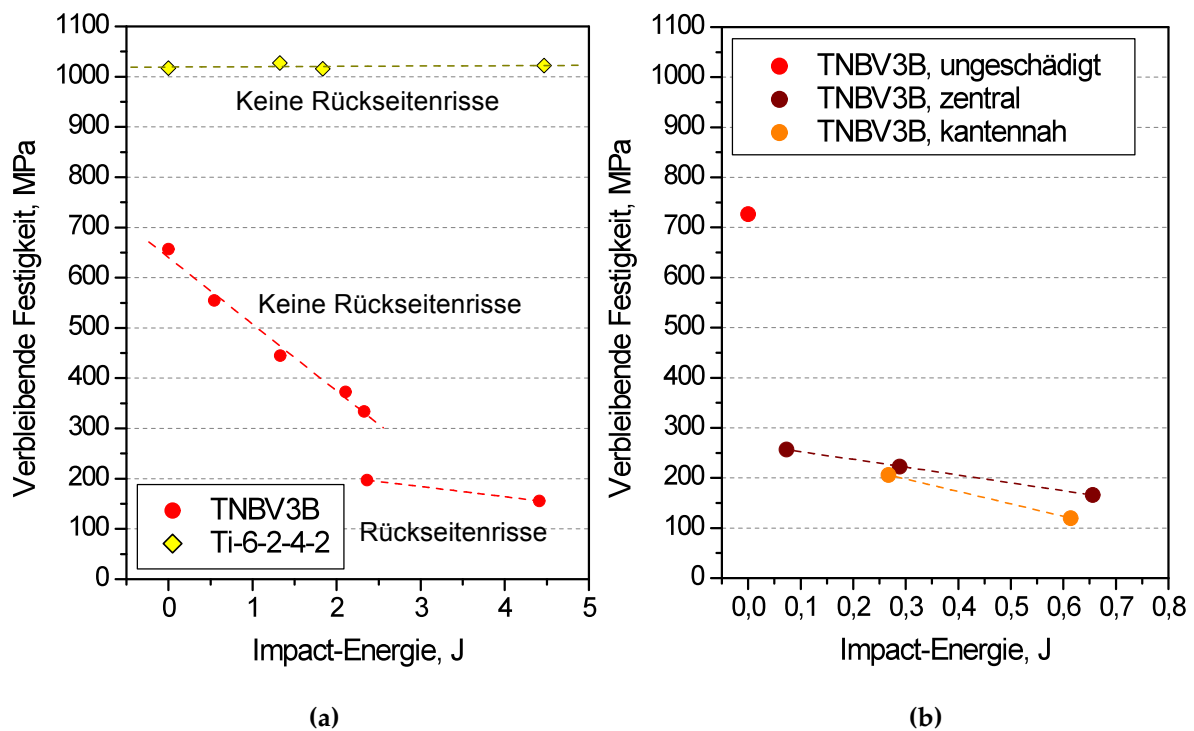 1100
1000
900
800
700
600
500
400
300
200
100
0
Verbleibende Festigkeit, MPa
Keine Rückseitenrisse
Keine Rückseitenrisse
TNBV3B
Ti-6-2-4-2
Rückseitenrisse
0 1 2 3 4 5
Impact-Energie, J
(a)
1100
1000
900
800
700
600
500
400
300
200
100
0
Verbleibende Festigkeit, MPa
TNBV3B, ungeschädigt
TNBV3B, zentral
TNBV3B, kantennah
0,0 0,1 0,2 0,3 0,4 0,5 0,6 0,7 0,8
Impact-Energie, J
(b)